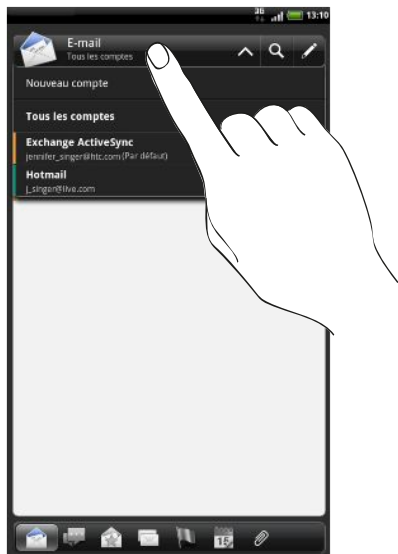 3G
13:10
E-mail
Tous les comptes
Nouveau compte
Tous les comptes
Exchange ActiveSync
jennifer_singer@htc.com (Par défaut)
Hotmail
j_singer@live.com
15